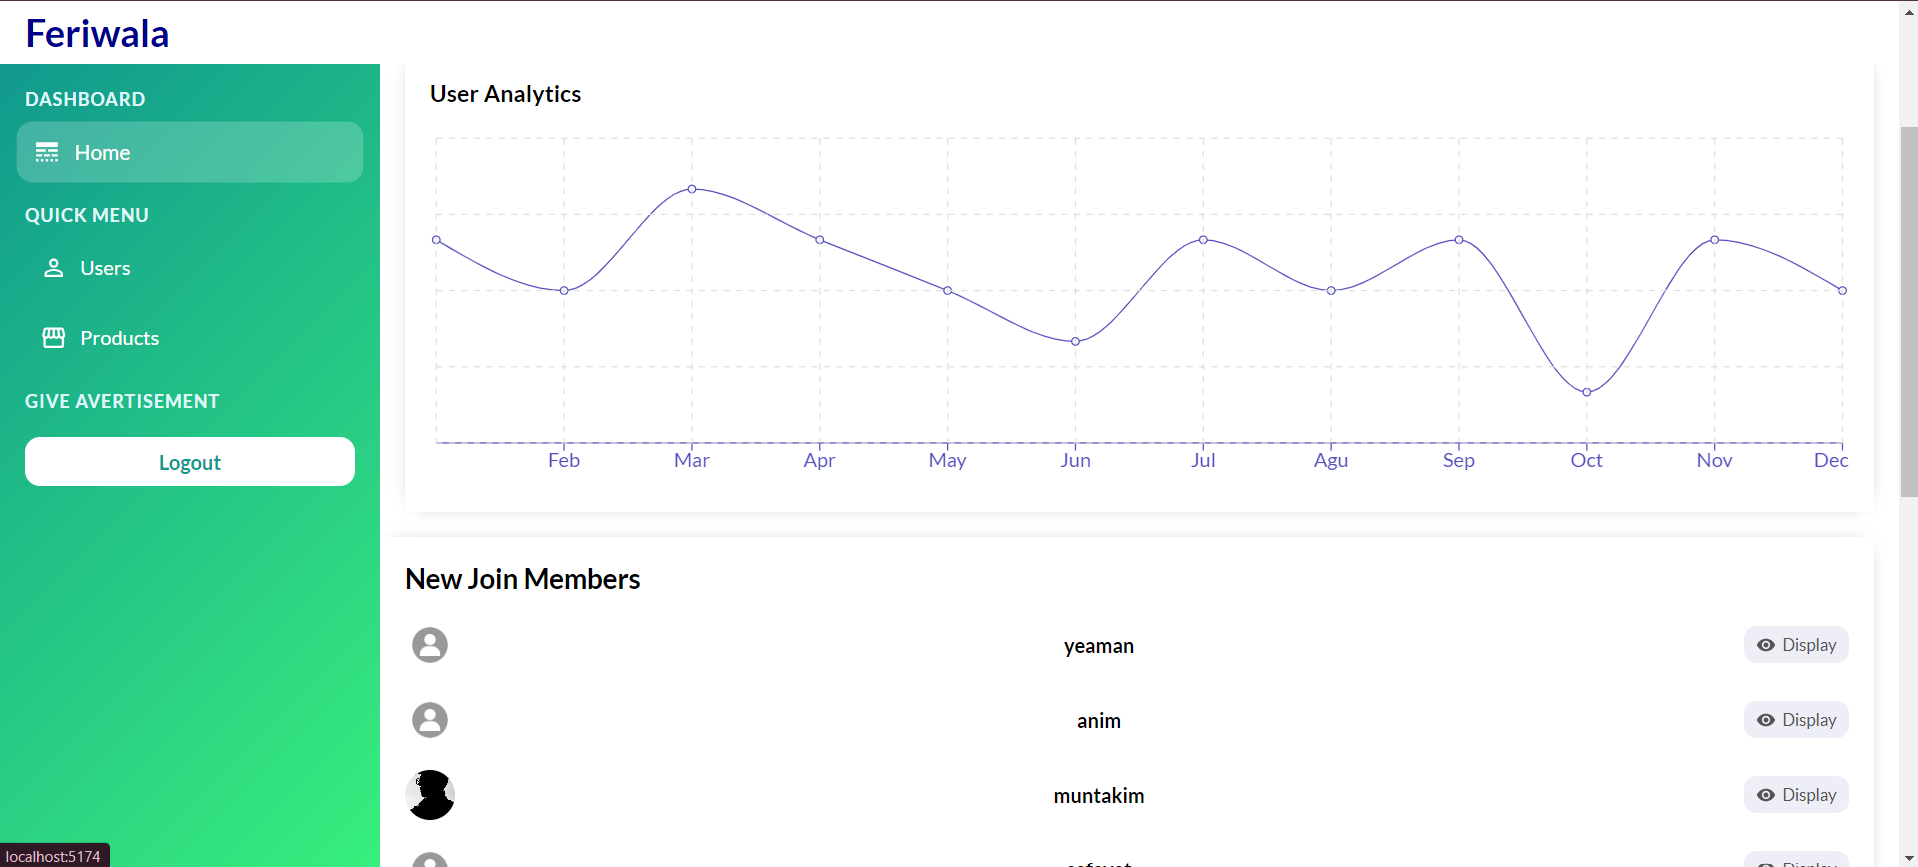 Feriwala
DASHBOARD
Home
QUICK MENU
Users
Products
GIVE AVERTISEMENT
Logout
User Analytics
Feb Mar Apr May Jun Jul Agu Sep Oct Nov Dec
New Join Members
yeaman Display
anim Display
muntakim Display
localhost:5174